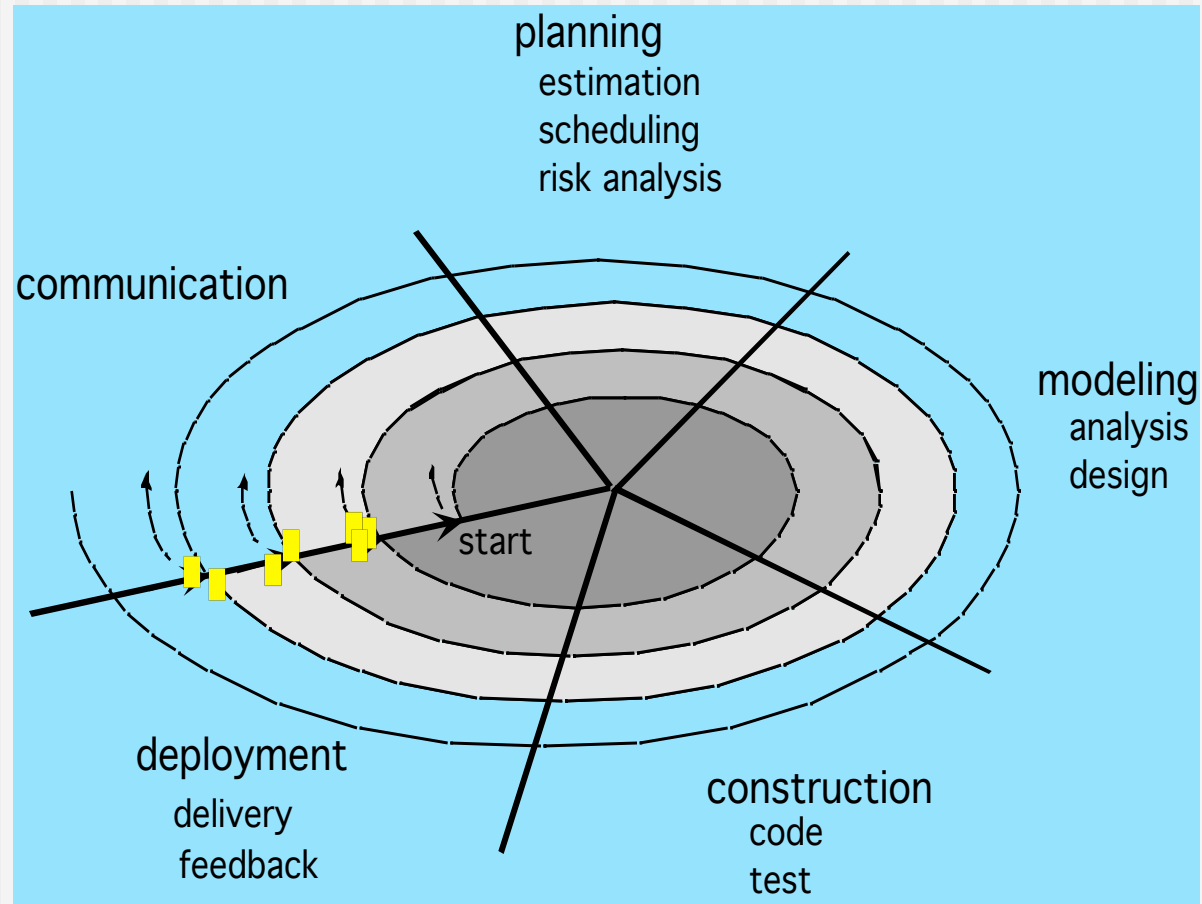 planning
estimation
scheduling
risk analysis
communication
modeling
analysis
design
start
deployment
delivery
feedback
construction
code
test